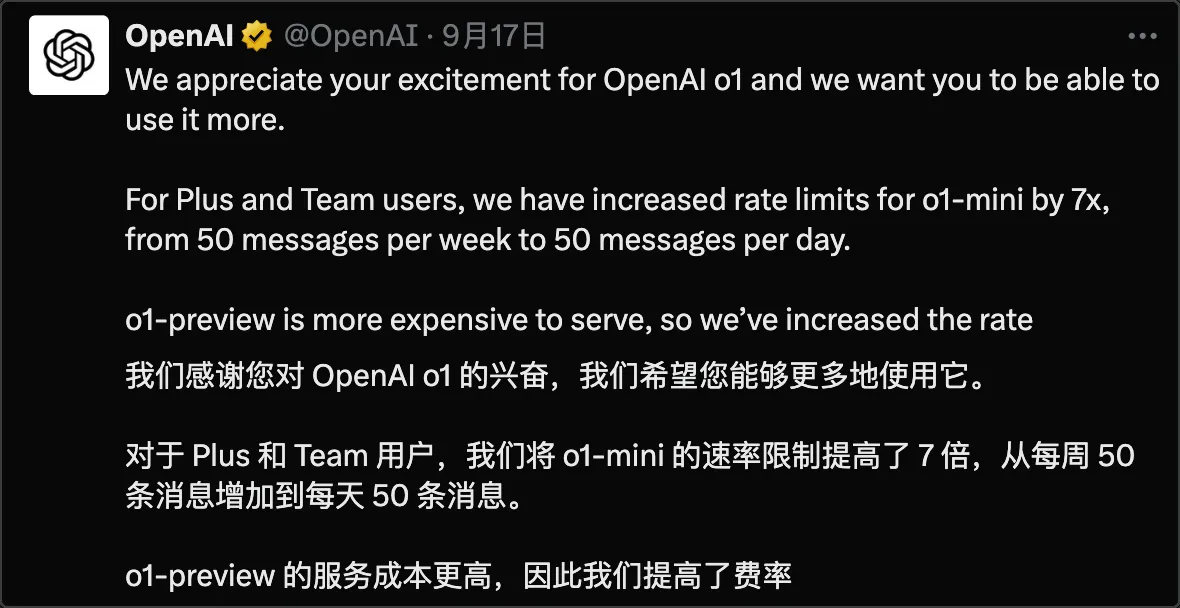 OpenAI @OpenAI · 9月17日
We appreciate your excitement for OpenAI o1 and we want you to be able to
use it more.
For Plus and Team users, we have increased rate limits for o1-mini by 7x,
from 50 messages per week to 50 messages per day.
o1-preview is more expensive to serve, so we’ve increased the rate
我们感谢您对 OpenAI o1 的兴奋，我们希望您能够更多地使用它。
对于 Plus 和 Team 用户，我们将 o1-mini 的速率限制提高了 7 倍，从每周 50
条消息增加到每天 50 条消息。
o1-preview 的服务成本更高，因此我们提高了费率